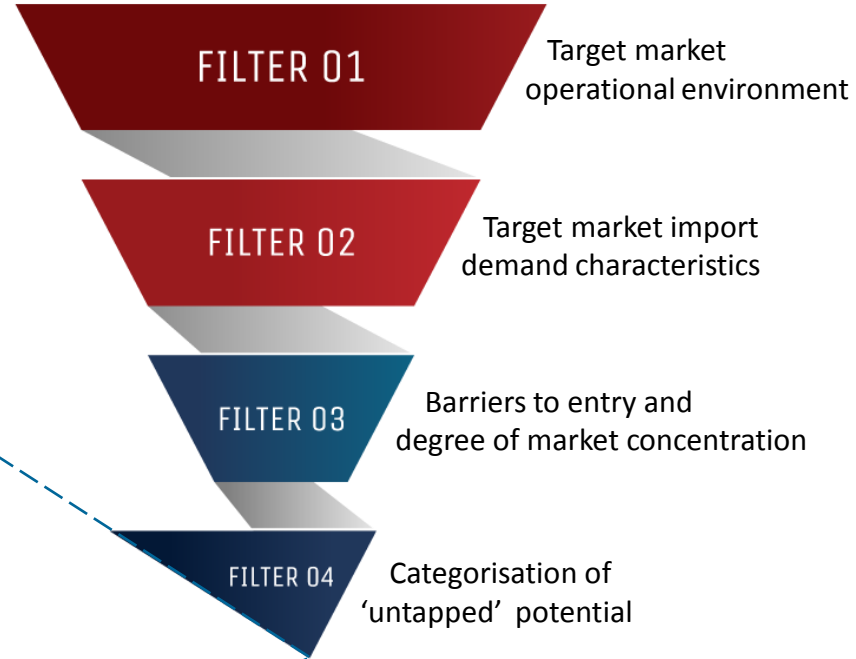 FILTER 01
Target market
operational environment
FILTER 02
Target market import
demand characteristics
FILTER 03
Barriers to entry and
degree of market concentration
FILTER 04
Categorisation of
‘untapped’ potential